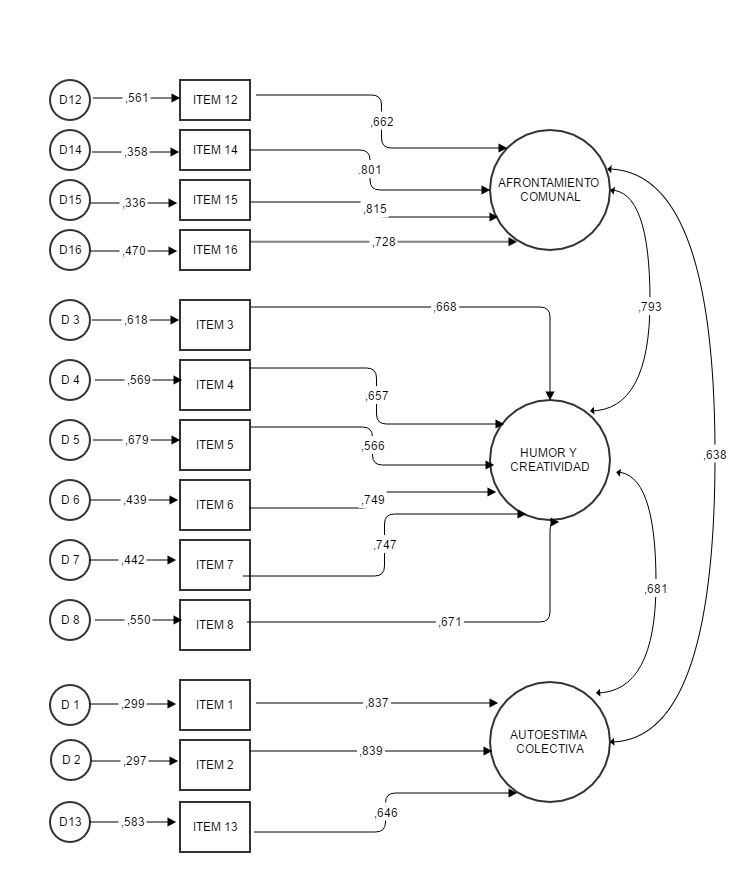 D12 ,561 ITEM 12 ,662
D14 ,358 ITEM 14 .801
D15 ,336 ITEM 15 ,815
D16 ,470 ITEM 16 ,728
AFRONTAMIENTO
COMUNAL
,793
,638
D 3 ,618 ITEM 3 ,668
D 4 ,569 ITEM 4 ,657
D 5 ,679 ITEM 5 ,566
D 6 ,439 ITEM 6 ,749
D 7 ,442 ITEM 7 ,747
D 8 ,550 ITEM 8 ,671
HUMOR Y
CREATIVIDAD
,681
D 1 ,299 ITEM 1 ,837
D 2 ,297 ITEM 2 ,839
D13 ,583 ITEM 13 ,646
AUTOESTIMA
COLECTIVA